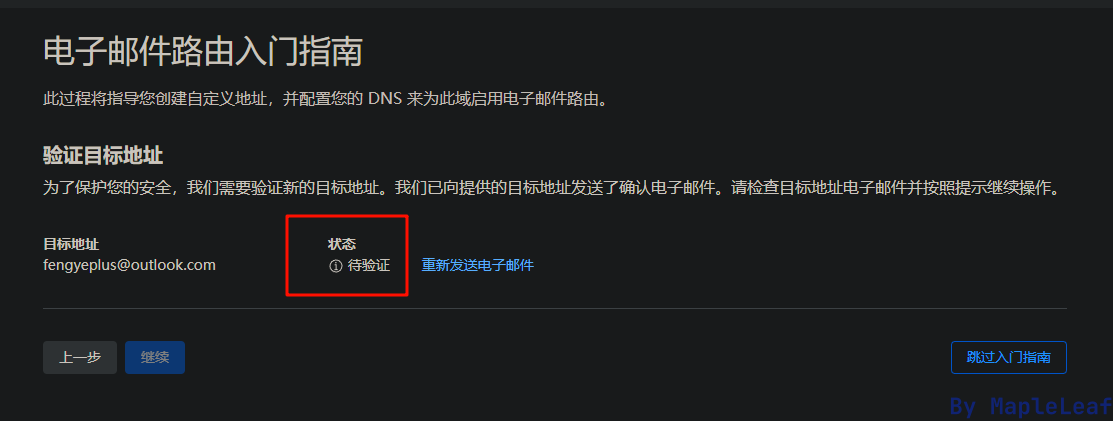 电子邮件路由入门指南
此过程将指导您创建自定义地址，并配置您的 DNS 来为此域启用电子邮件路由。
验证目标地址
为了保护您的安全，我们需要验证新的目标地址。我们已向提供的目标地址发送了确认电子邮件。请检查目标地址电子邮件并按照提示继续操作。
目标地址 状态
fengyeplus@outlook.com 待验证 重新发送电子邮件
上一步 继续 跳过入门指南
By MapleLeaf